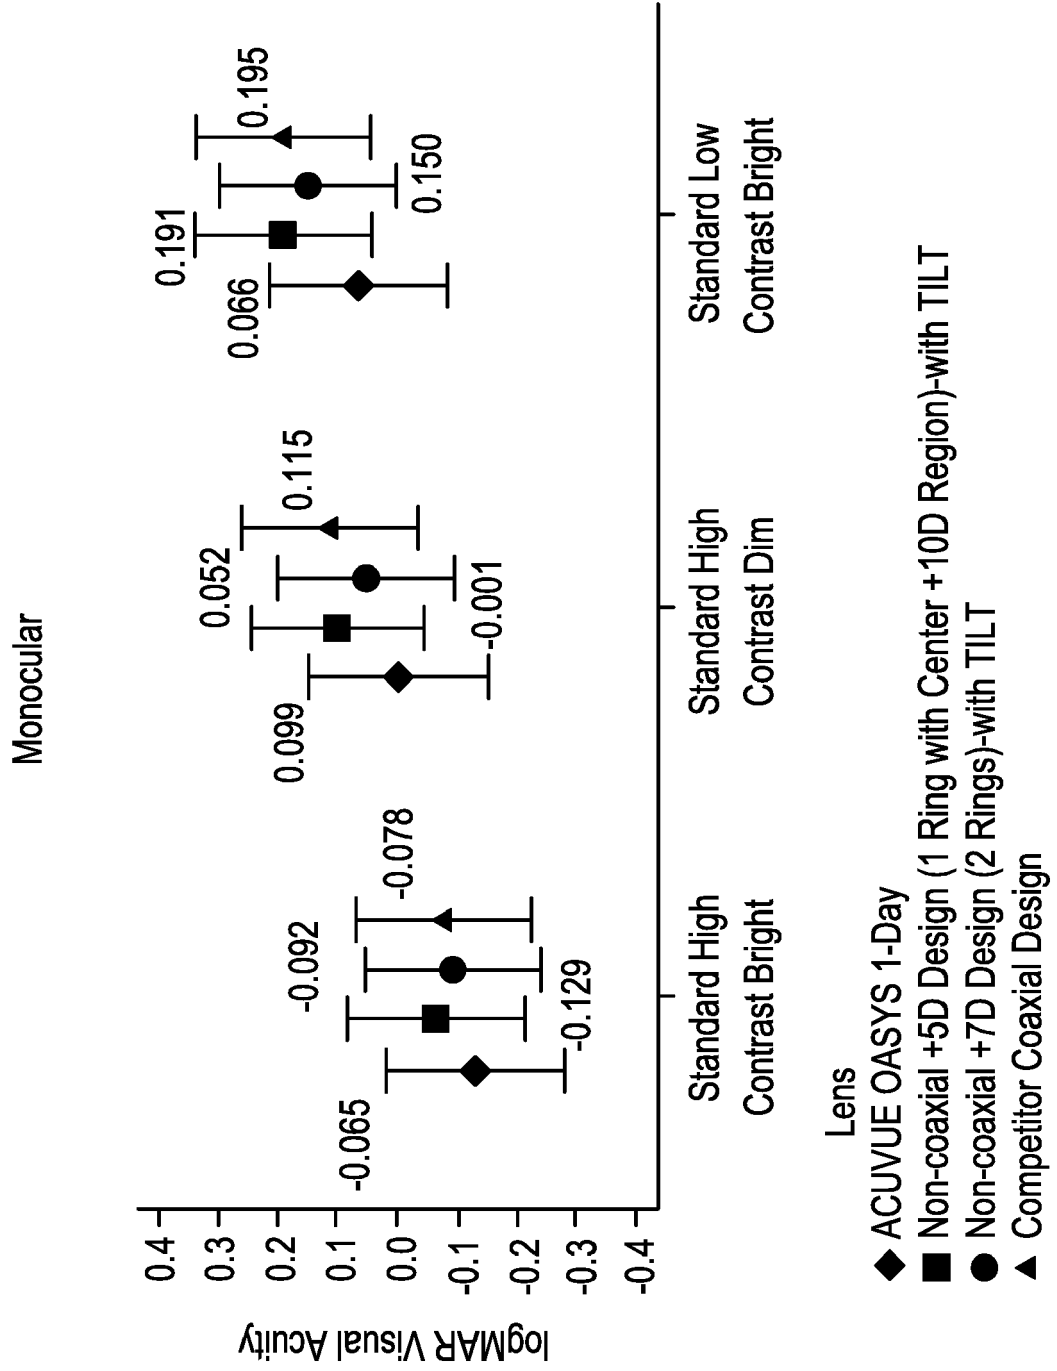 Monocular
logMAR Visual Acuity
0.4
0.3
0.2
0.1
0.0
-0.1
-0.2
-0.3
-0.4
-0.065
-0.092
-0.078
-0.129
0.099
0.052
0.115
-0.001
0.066
0.191
0.195
0.150
Standard High
Contrast Bright
Standard High
Contrast Dim
Standard Low
Contrast Bright
Lens
ACUVUE OASYS 1-Day
Non-coaxial +5D Design (1 Ring with Center +10D Region)-with TILT
Non-coaxial +7D Design (2 Rings)-with TILT
Competitor Coaxial Design